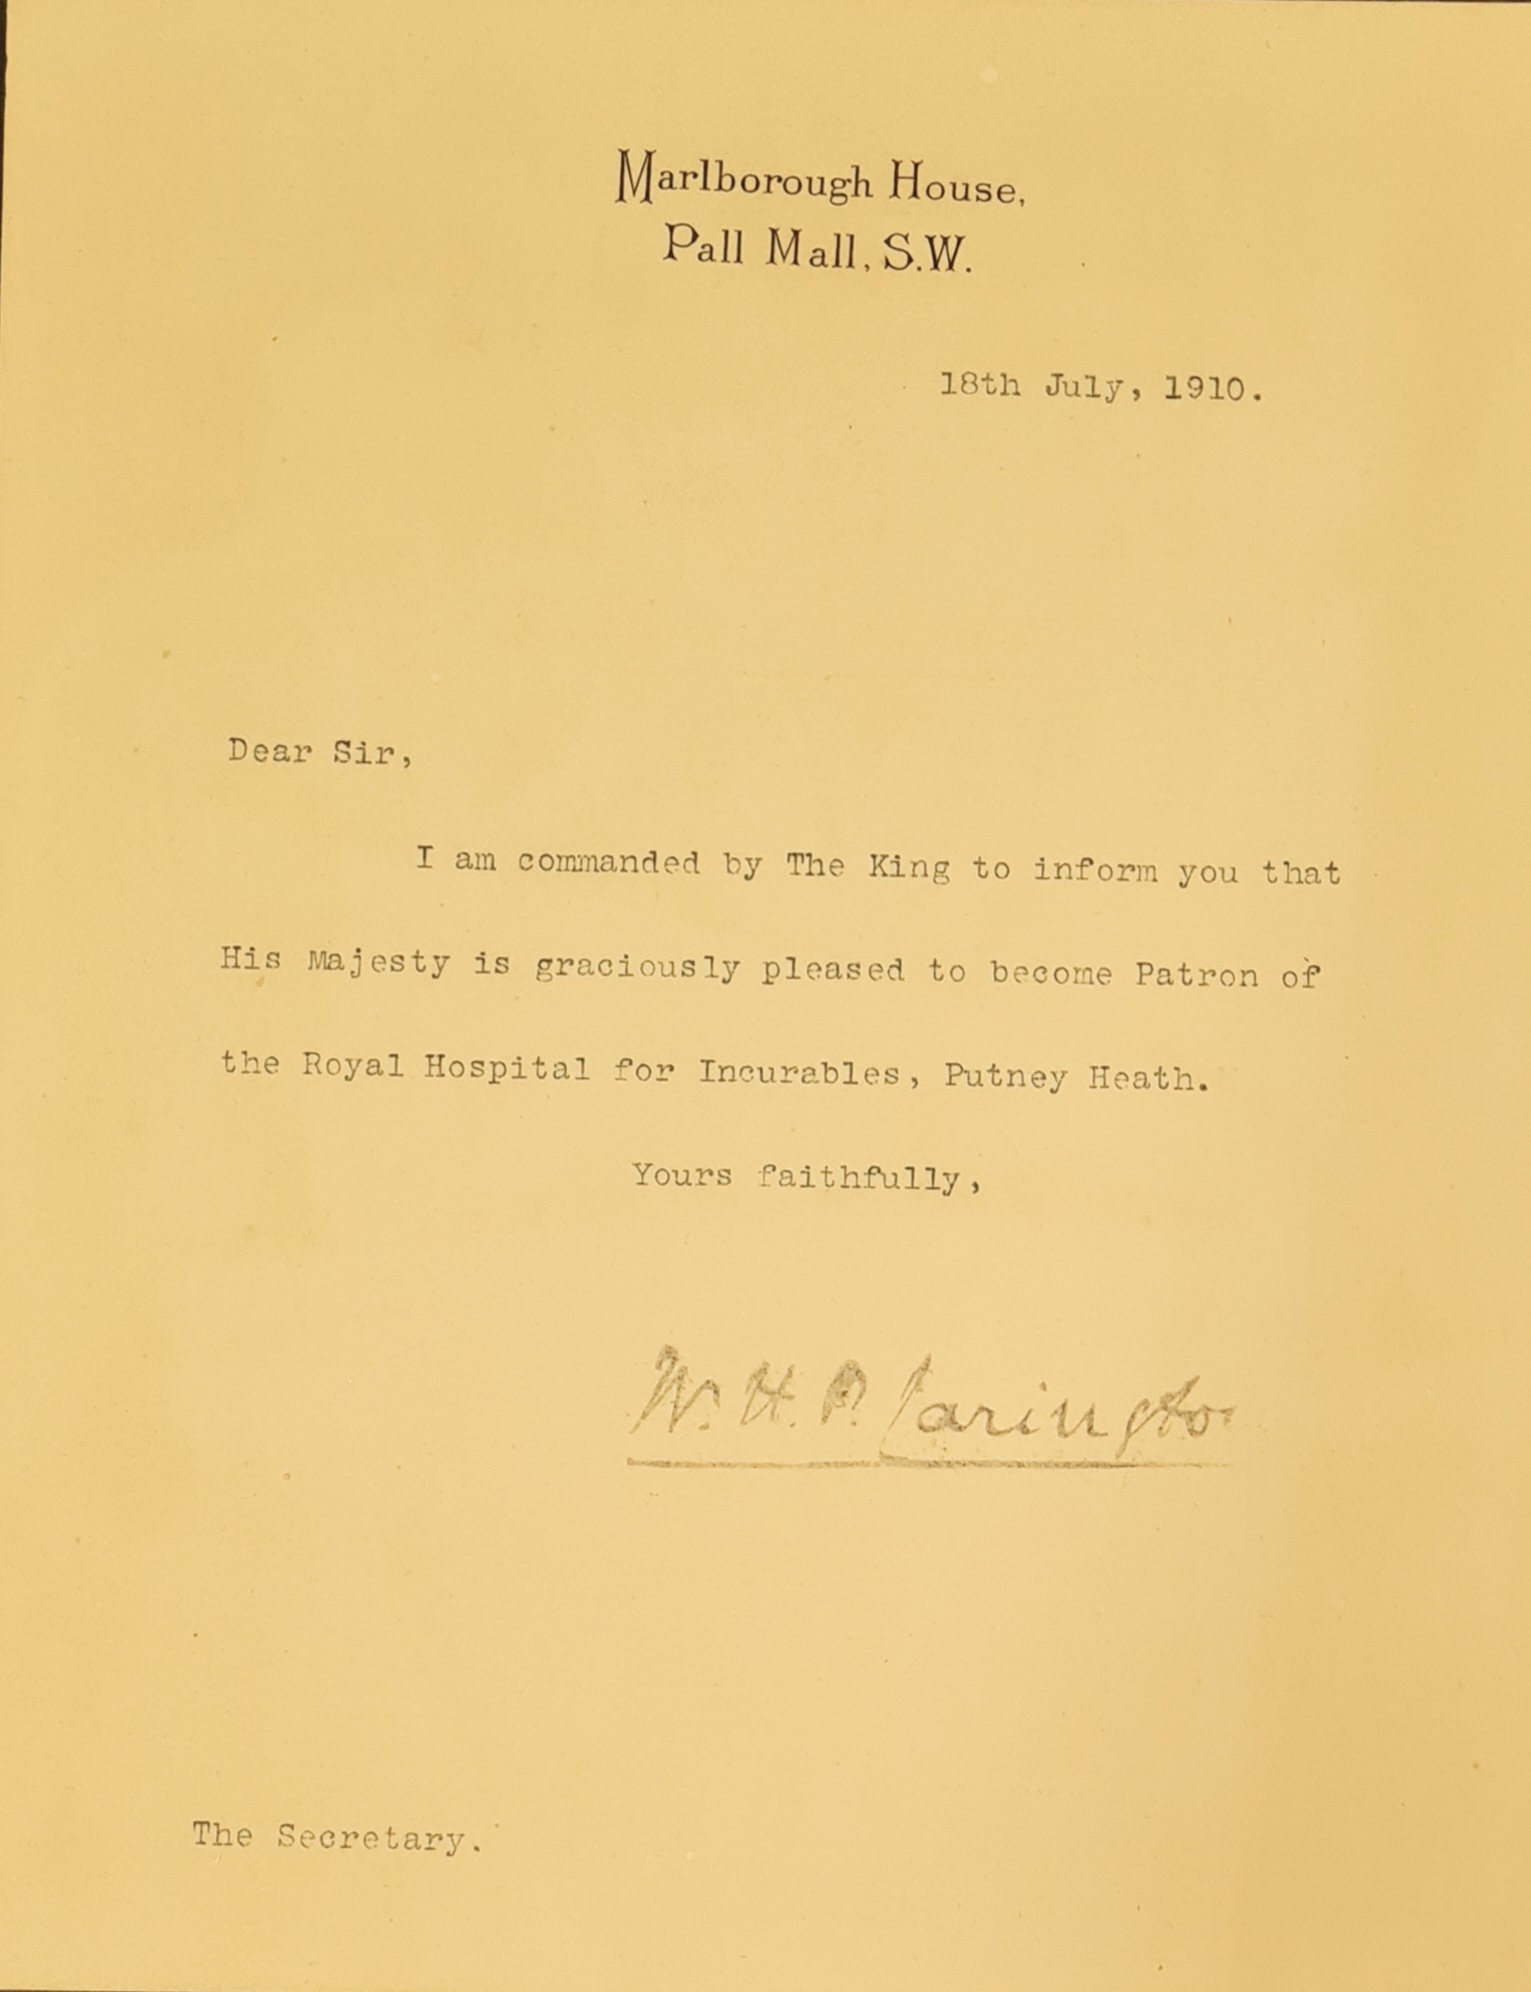 Marlborough House,
Pall Mall, S.W.
18th July, 1910.
Dear Sir,
I am commanded by The King to inform you that
His Majesty is graciously pleased to become Patron of
the Royal Hospital for Incurables, Putney Heath.
Yours faithfully,
W. H. P. Carington
The Secretary.